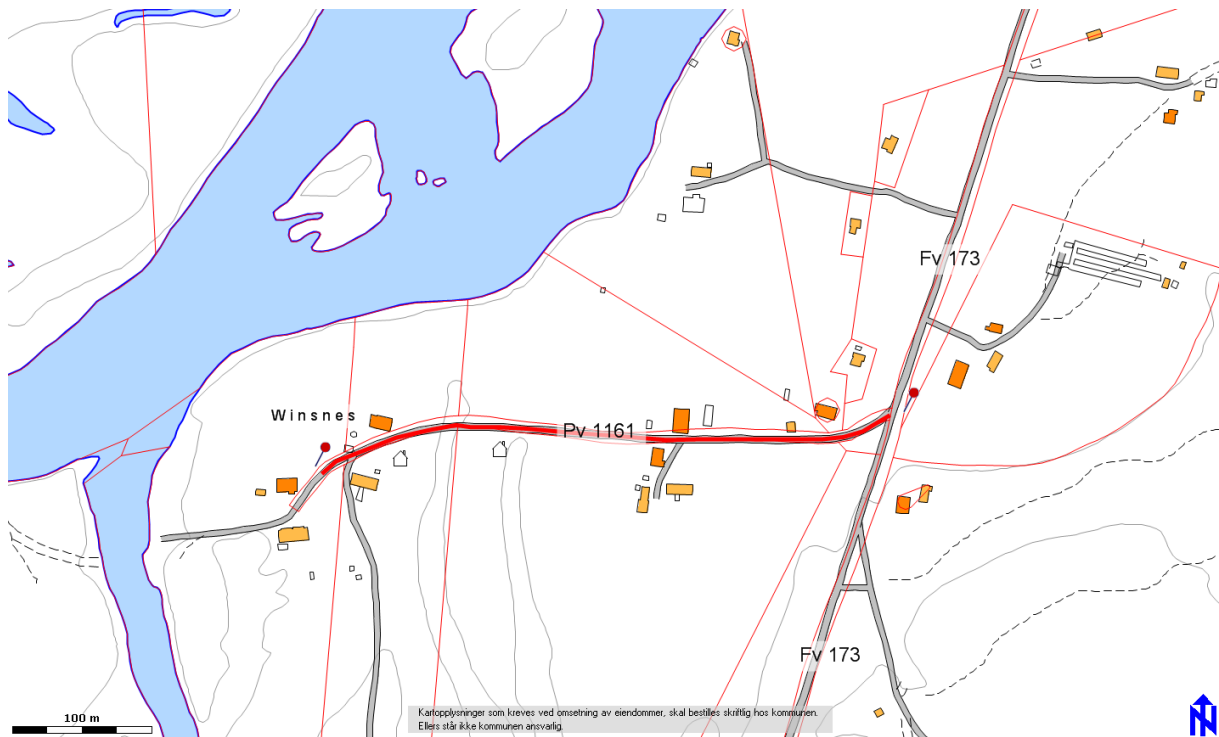 Fv 173
Winsnes
Pv 1161
Fv 173
100 m
Kartopplysninger som kreves ved omsetning av eiendommer, skal bestilles skriftlig hos kommunen.
Ellers står ikke kommunen ansvarlig.
N